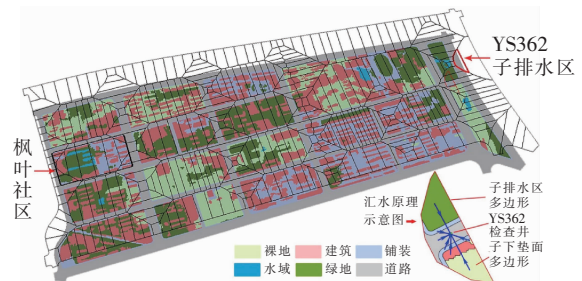 YS362
子排水区
枫叶社区
汇水原理
示意图
子排水区
多边形
YS362
检查井
子下垫面
多边形
裸地
建筑
铺装
水域
绿地
道路